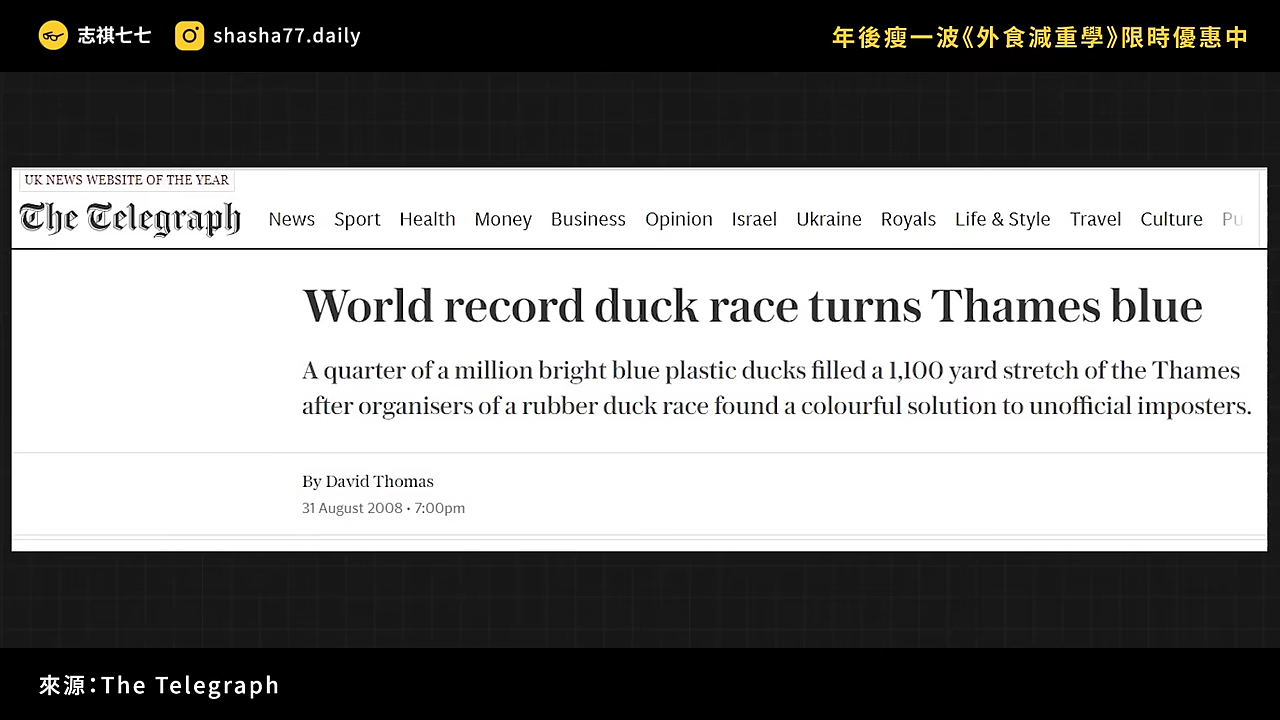 志祺七七 shasha77.daily 年後瘦一波《外食減重學》限時優惠中
UK NEWS WEBSITE OF THE YEAR
The Telegraph News Sport Health Money Business Opinion Israel Ukraine Royals Life & Style Travel Culture Pu
World record duck race turns Thames blue
A quarter of a million bright blue plastic ducks filled a 1,100 yard stretch of the Thames
after organisers of a rubber duck race found a colourful solution to unofficial imposters.
By David Thomas
31 August 2008 • 7:00pm
來源:The Telegraph